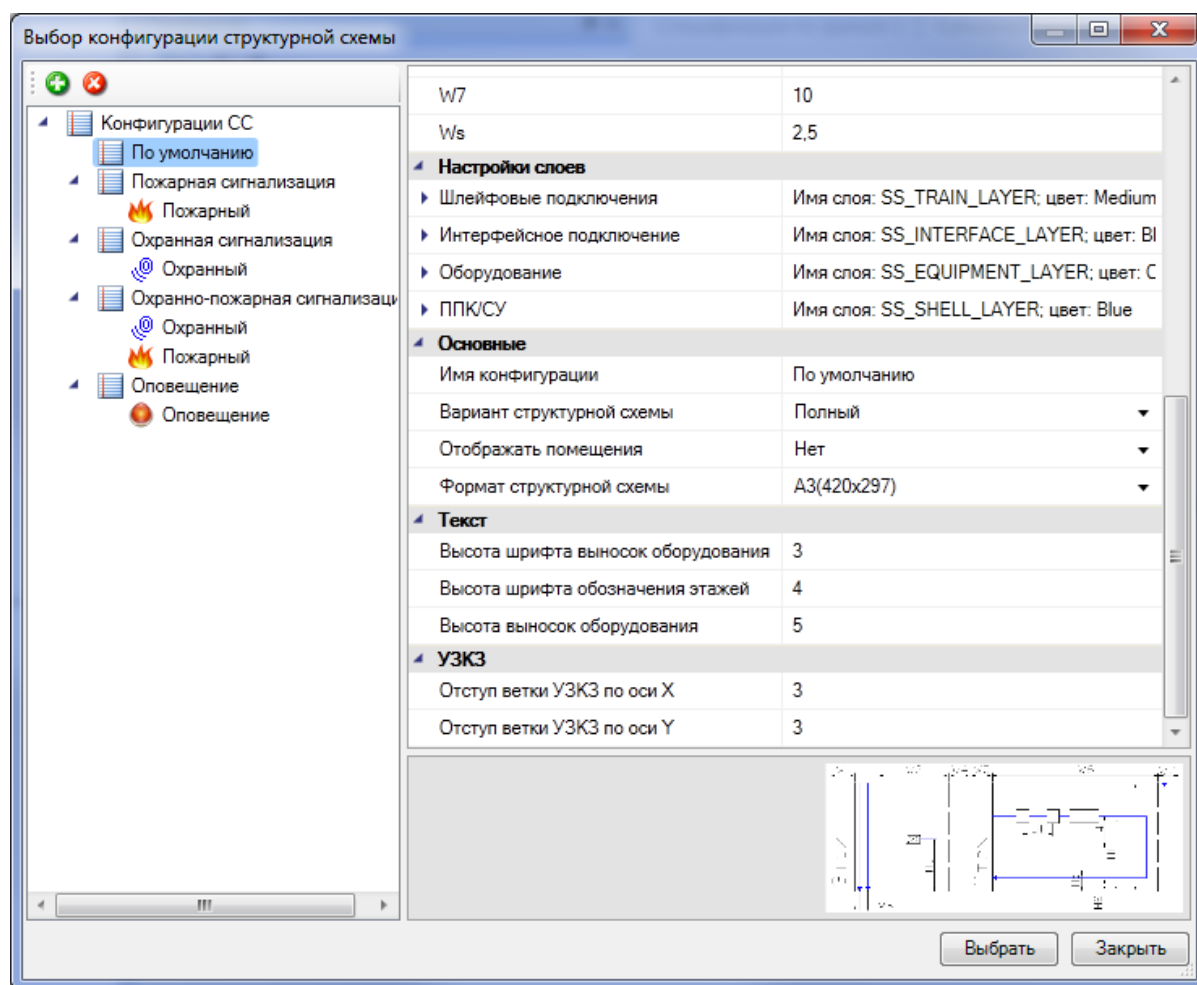 Выбор конфигурации структурной схемы
Конфигурации СС
По умолчанию
Пожарная сигнализация
Пожарный
Охранная сигнализация
Охранный
Охранно-пожарная сигнализаци
Охранный
Пожарный
Оповещение
Оповещение
W7 10
Ws 2,5
Настройки слоев
Шлейфовые подключения Имя слоя: SS_TRAIN_LAYER; цвет: Medium
Интерфейсное подключение Имя слоя: SS_INTERFACE_LAYER; цвет: Bl
Оборудование Имя слоя: SS_EQUIPMENT_LAYER; цвет: C
ППК/СУ Имя слоя: SS_SHELL_LAYER; цвет: Blue
Основные
Имя конфигурации По умолчанию
Вариант структурной схемы Полный
Отображать помещения Нет
Формат структурной схемы А3(420x297)
Текст
Высота шрифта выносок оборудования 3
Высота шрифта обозначения этажей 4
Высота выносок оборудования 5
УЗКЗ
Отступ ветки УЗКЗ по оси X 3
Отступ ветки УЗКЗ по оси Y 3
Выбрать Закрыть